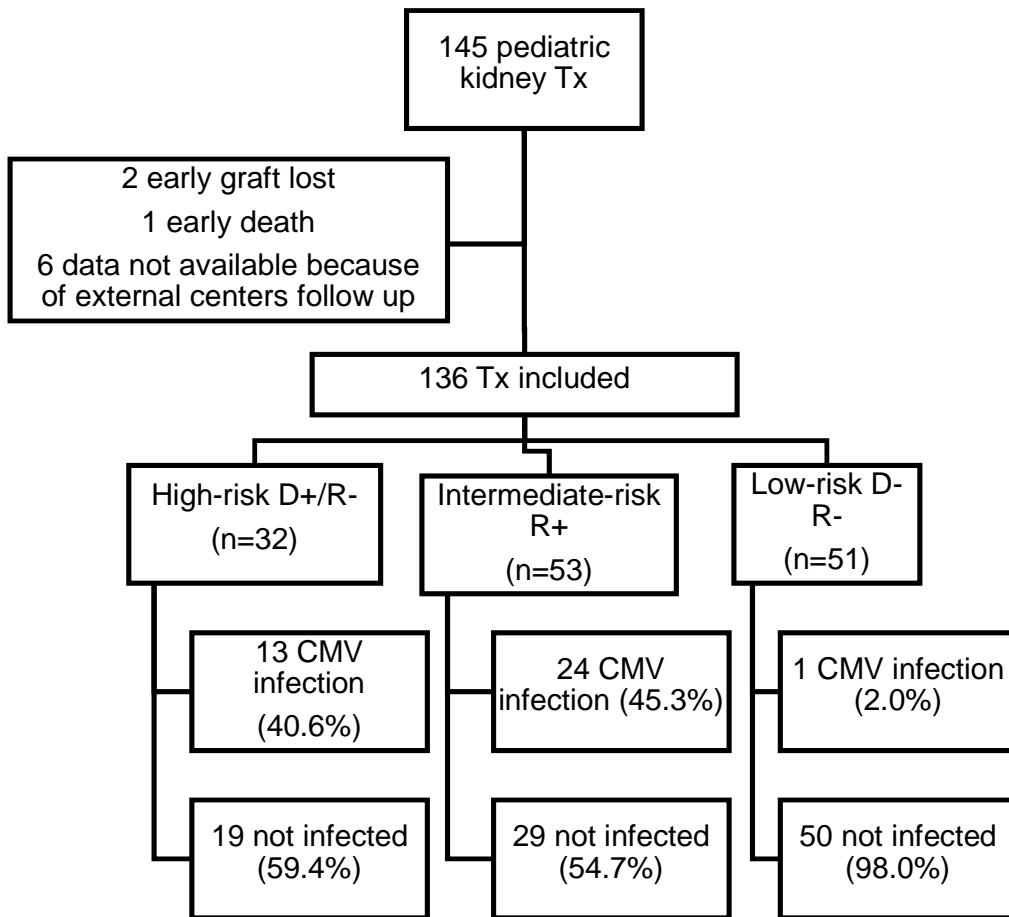 145 pediatric
kidney Tx
2 early graft lost
1 early death
6 data not available because
of external centers follow up
136 Tx included
High-risk D+/R-
(n=32)
Intermediate-risk
R+
(n=53)
Low-risk D-
R-
(n=51)
13 CMV
infection
(40.6%)
24 CMV
infection (45.3%)
1 CMV infection
(2.0%)
19 not infected
(59.4%)
29 not infected
(54.7%)
50 not infected
(98.0%)